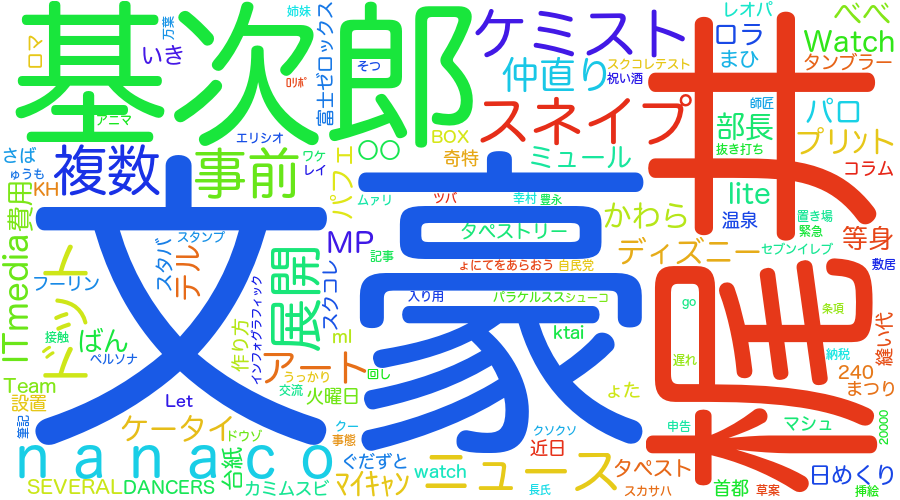 基次郎
文豪
梶井
ケミスト
スネイプ
仲直り
ロラ
レオパ
べべ
Watch
まひ
タンブラー
スクコレテスト
祝い酒
師匠
パロ
部長
抜き打ち
プリット
コラム
姉妹
万葉
ロマ
いき
アニマ
ロリポ
富士ゼロックス
そつ
エリシオ
BOX
○○
奇特
ミュール
さば
ゅうも
KH
複数
事前
ワケ
レイ
パフェ
ムァリ
ツバ
幸村
豊永
lite
温泉
置き場
緊急
等身
かわら
タペストリー
ディズニー
セブンイレブ
敷居
費用
ITmedia
フーリン
ドット
スタバ
スタンプ
テル
展開
MP
スクコレ
記事
ょにてをあらおう
自民党
入り用
パラケルススシューコ
ktai
go
条項
縫い代
遅れ
納税
接触
ばん
ペルソナ
作り方
インフォグラフィック
ml
アート
うっかり
回し
交流
火曜日
Team
設置
Let
ょた
240
まつり
筆記
ケータイ
ドウゾ
クー
事態
クソクソ
近日
申告
マシュ
20000
nanaco
台紙
ぐだずと
マイキャン
watch
ニュース
タペスト
日めくり
SEVERAL
DANCERS
カミムスビ
長氏
スカサハ
首都
草案
挿絵